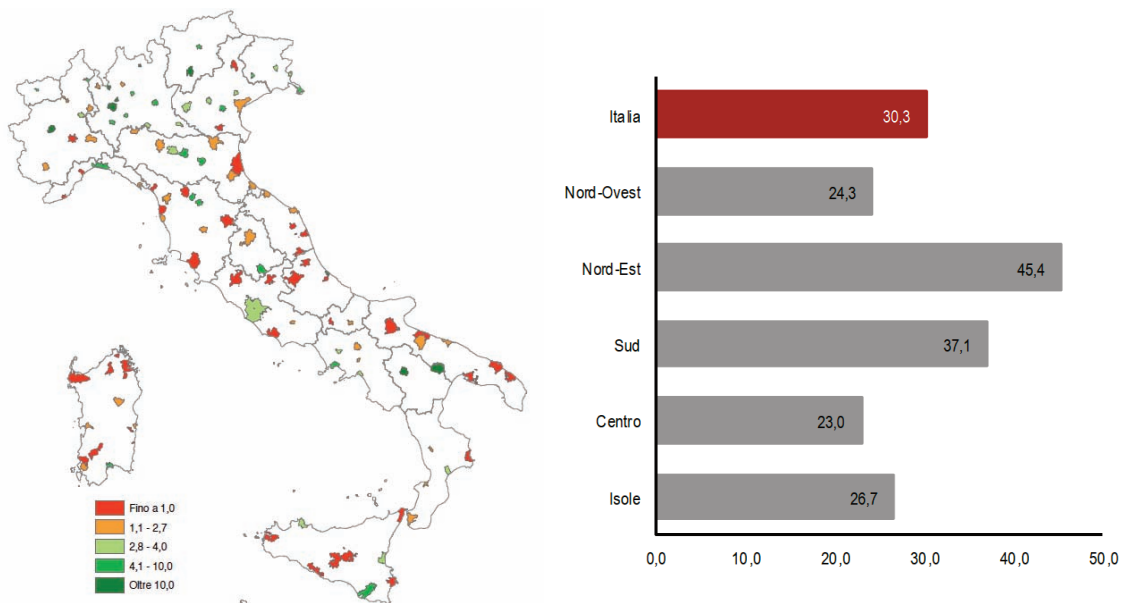 Fino a 1,0
1,1 - 2,7
2,8 - 4,0
4,1 - 10,0
Oltre 10,0
Italia
30,3
Nord-Ovest
24,3
Nord-Est
45,4
Sud
37,1
Centro
23,0
Isole
26,7
0,0 10,0 20,0 30,0 40,0 50,0